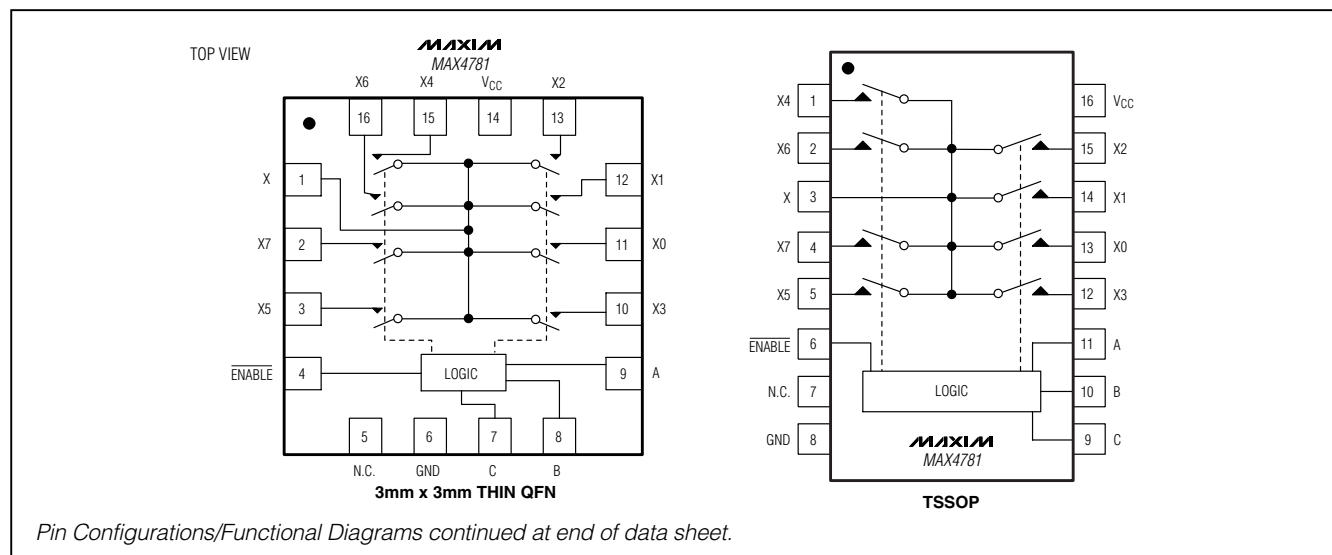 TOP VIEW
MAXIM
MAX4781
X6 X4 VCC X2
16 15 14 13
X 1 12 X1
X7 2 11 X0
X5 3 10 X3
ENABLE 4 LOGIC 9 A
5 6 7 8
N.C. GND C B
3mm x 3mm THIN QFN
X4 1 16 VCC
X6 2 15 X2
X 3 14 X1
X7 4 13 X0
X5 5 12 X3
ENABLE 6 11 A
N.C. 7 LOGIC 10 B
GND 8 9 C
MAXIM
MAX4781
TSSOP
Pin Configurations/Functional Diagrams continued at end of data sheet.